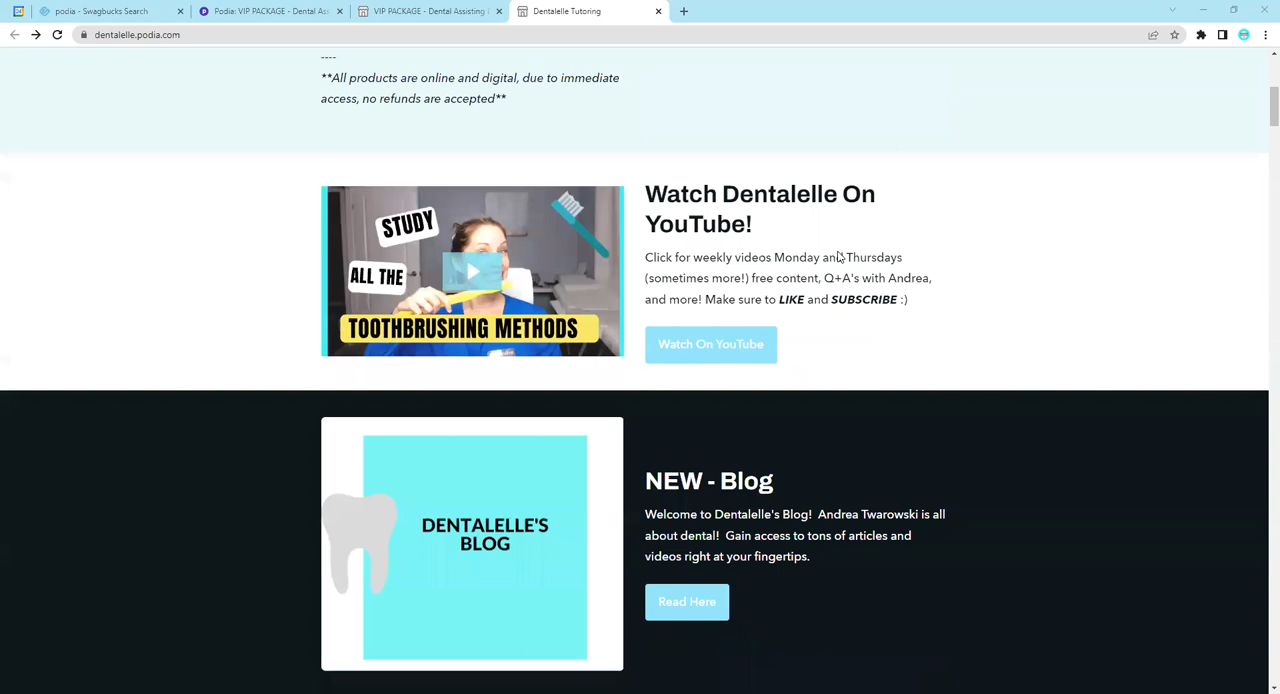 podia - Swagbucks Search
Podia: VIP PACKAGE - Dental Ass
VIP PACKAGE - Dental Assisting
Dentalelle Tutoring
dentalelle.podia.com
----
**All products are online and digital, due to immediate
access, no refunds are accepted**
STUDY
ALL THE
TOOTHBRUSHING METHODS
Watch Dentalelle On
YouTube!
Click for weekly videos Monday and Thursdays
(sometimes more!) free content, Q+A's with Andrea,
and more! Make sure to LIKE and SUBSCRIBE :)
Watch On YouTube
DENTALELLE'S
BLOG
NEW - Blog
Welcome to Dentalelle's Blog!  Andrea Twarowski is all
about dental!  Gain access to tons of articles and
videos right at your fingertips.
Read Here